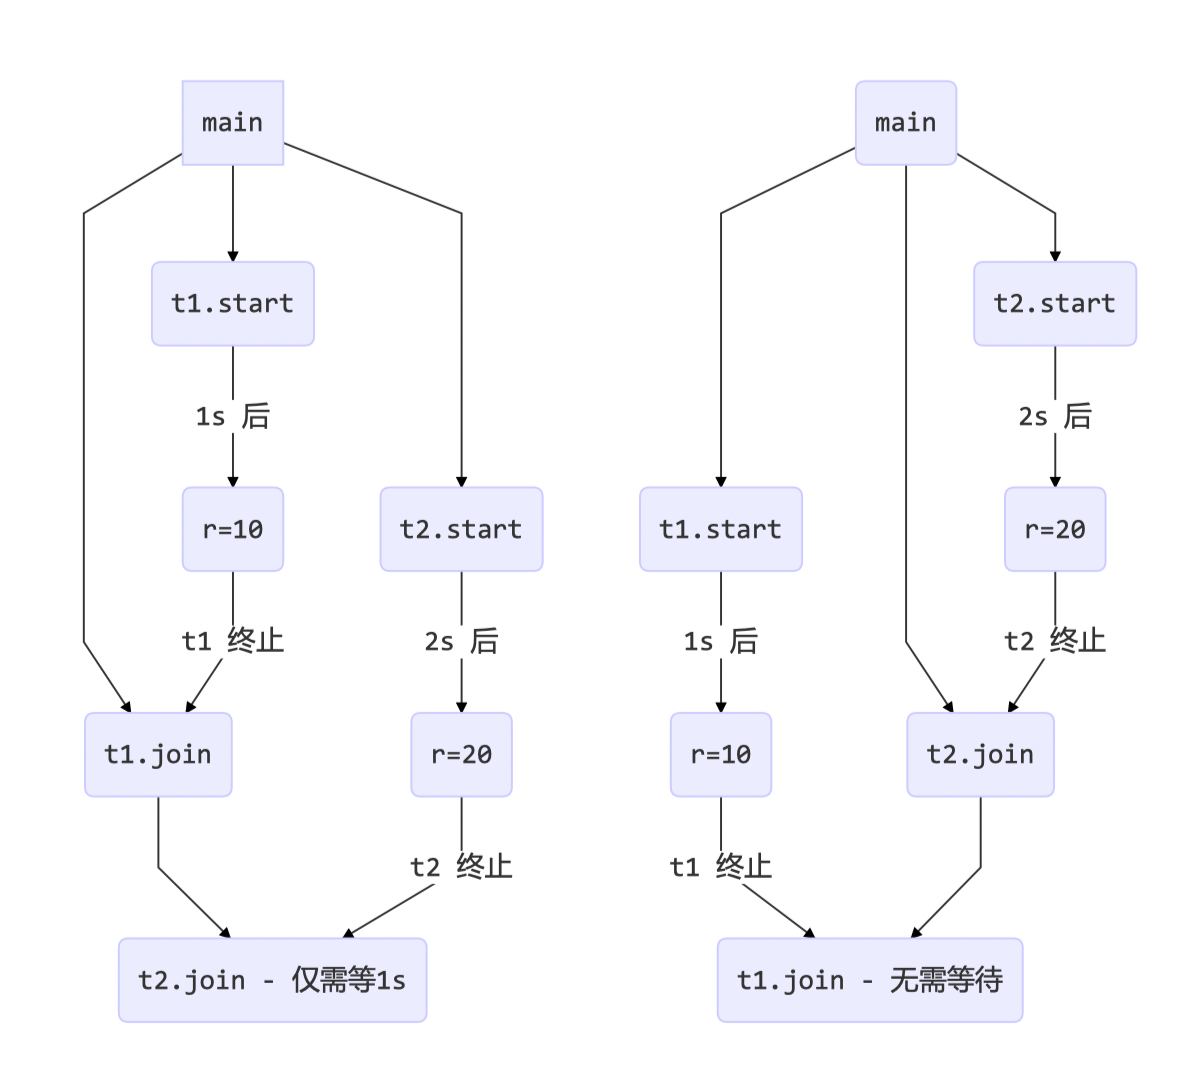 main
t1.start
1s 后
r=10
t2.start
t1 终止
2s 后
t1.join
r=20
t2 终止
t2.join - 仅需等1s
main
t2.start
2s 后
t1.start
r=20
1s 后
t2 终止
r=10
t2.join
t1 终止
t1.join - 无需等待